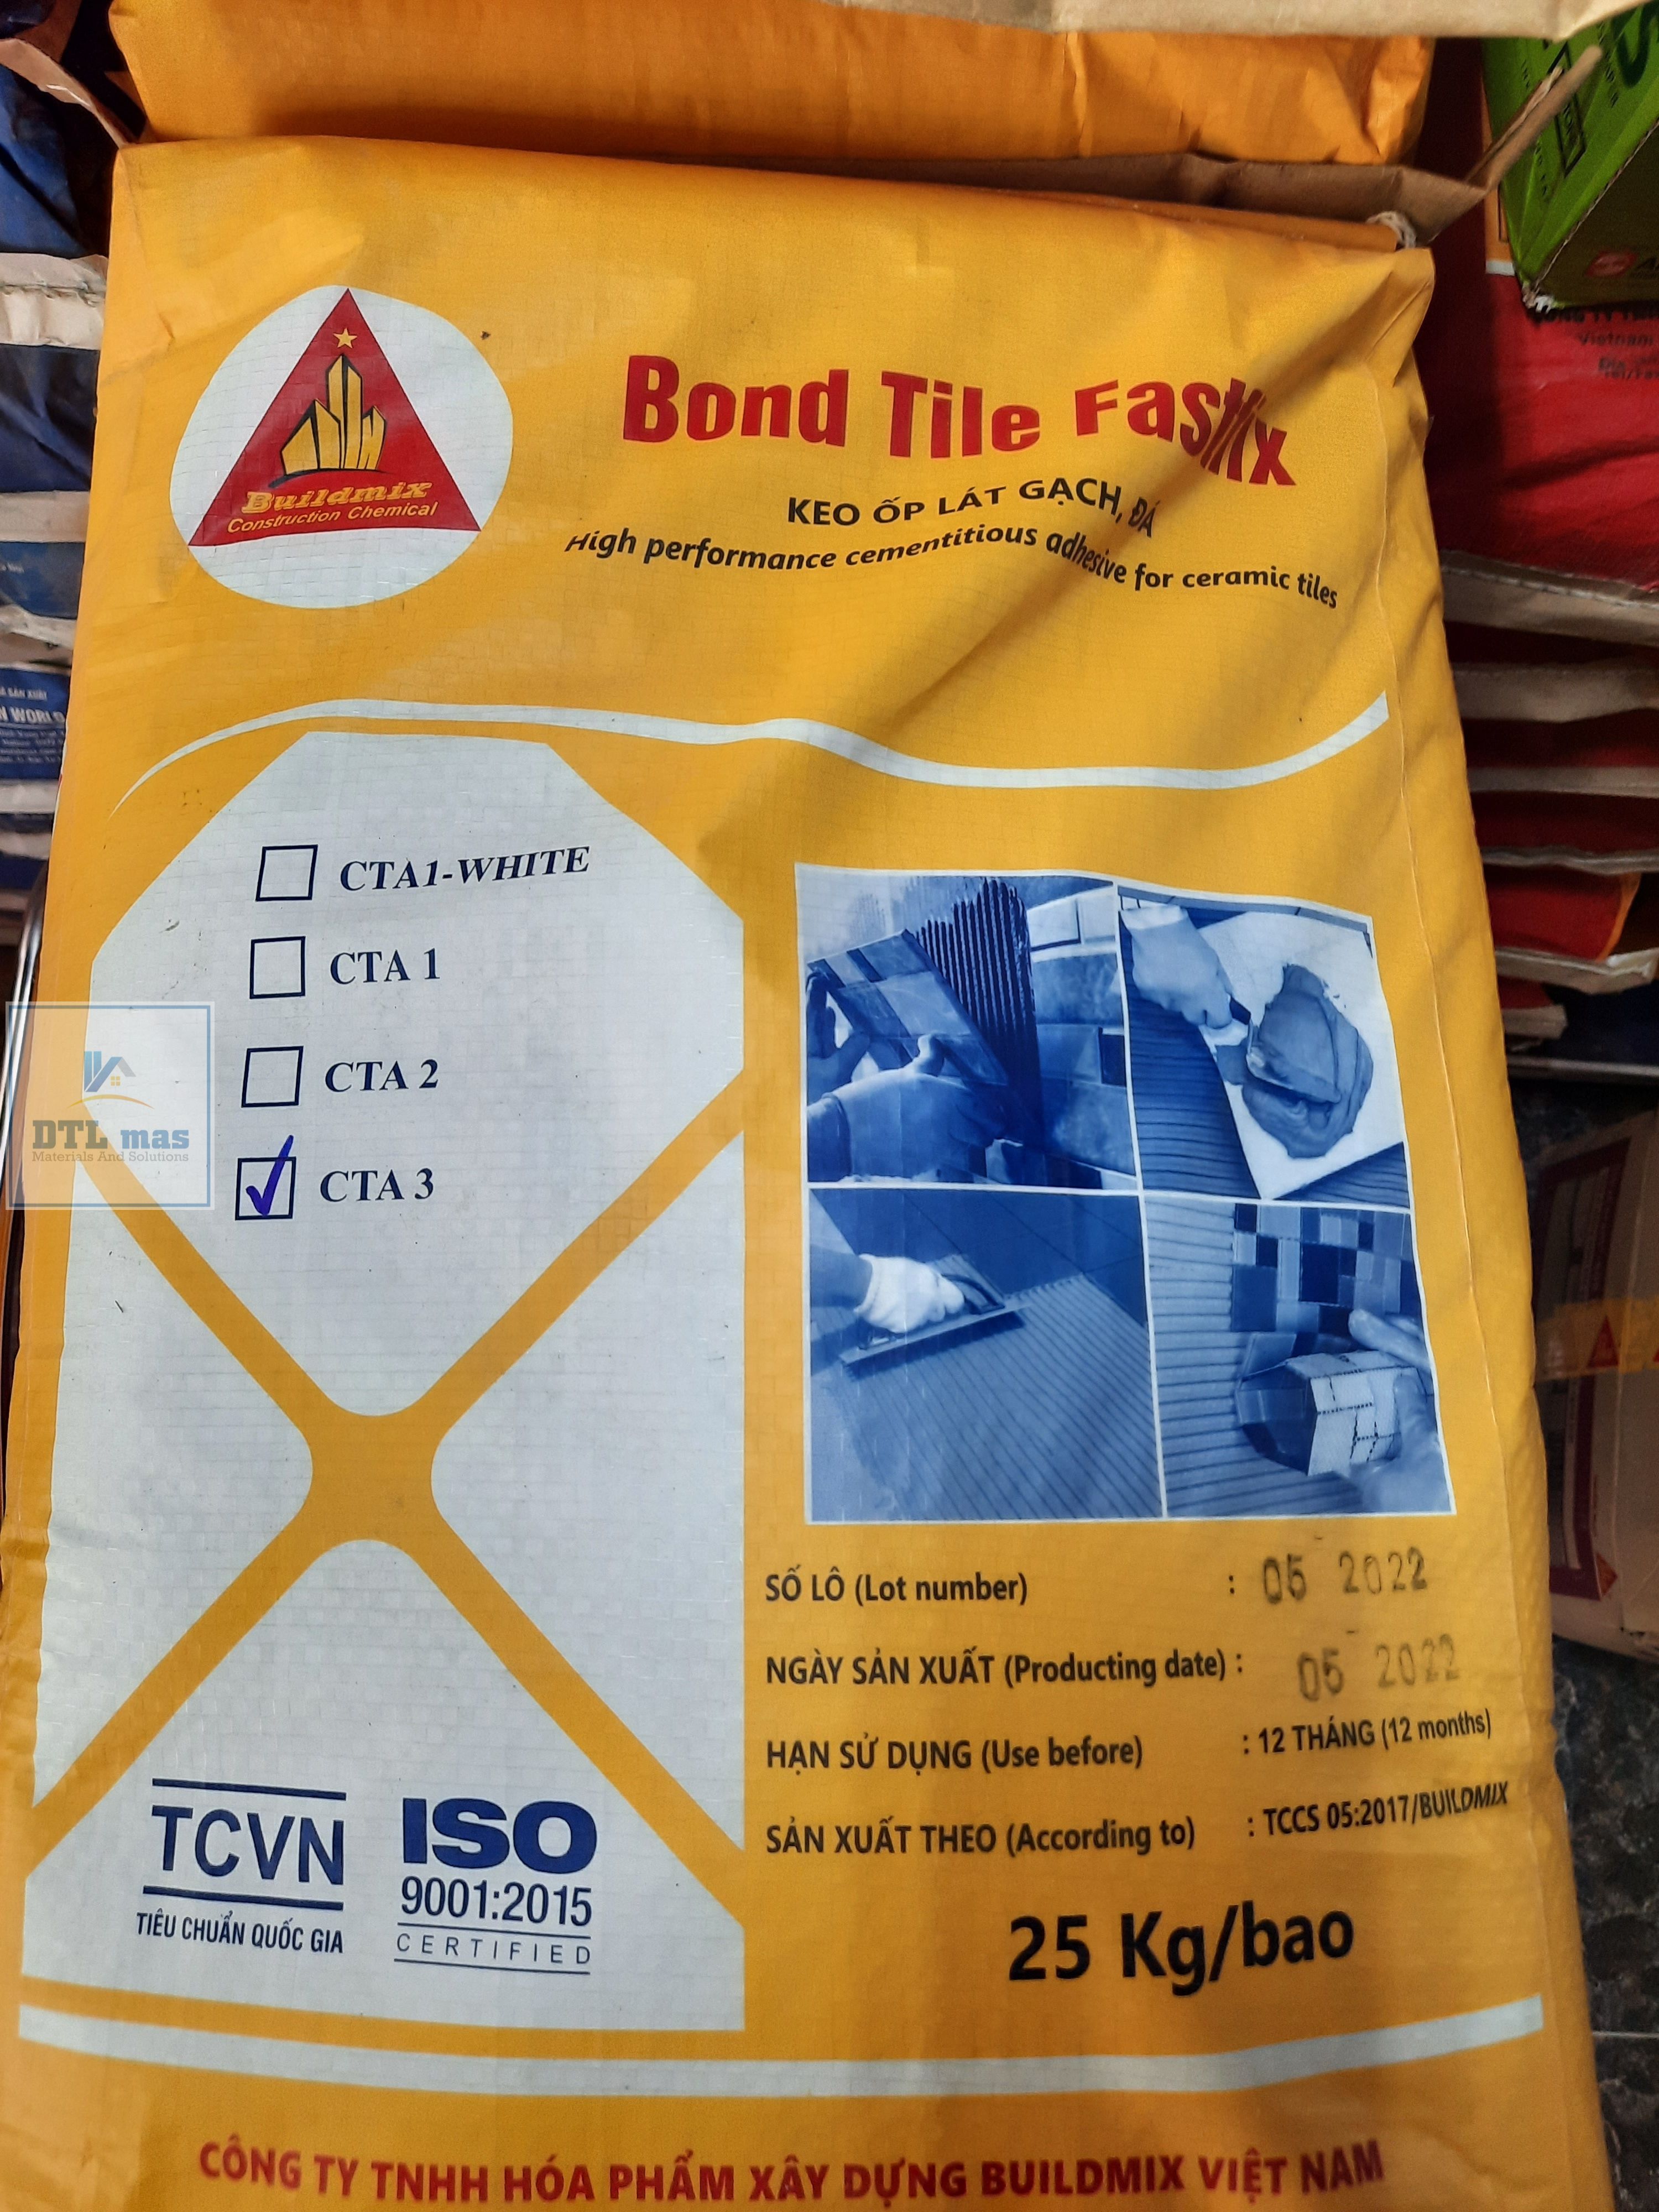 Bond Tile Fastfix
KEO ỐP LÁT GẠCH, ĐÁ
High performance cementitious adhesive for ceramic tiles
Buildmix
Construction Chemical
CTA1-WHITE
CTA 1
CTA 2
CTA 3
DTL mas
Materials And Solutions
SỐ LÔ (Lot number) : 05 2022
NGÀY SẢN XUẤT (Producting date) : 05 2022
HẠN SỬ DỤNG (Use before) : 12 THÁNG (12 months)
SẢN XUẤT THEO (According to) : TCCS 05:2017/BUILDMIX
25 Kg/bao
TCVN
TIÊU CHUẨN QUỐC GIA
ISO
9001:2015
CERTIFIED
CÔNG TY TNHH HÓA PHẨM XÂY DỰNG BUILDMIX VIỆT NAM